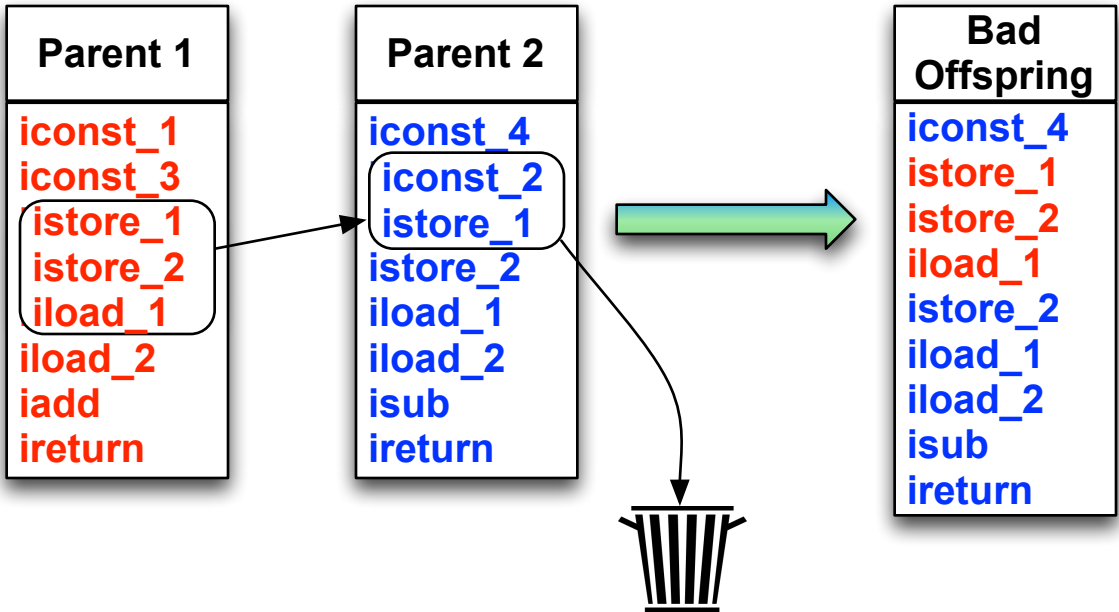 Parent 1
iconst_1
iconst_3
istore_1
istore_2
iload_1
iload_2
iadd
ireturn
Parent 2
iconst_4
iconst_2
istore_1
istore_2
iload_1
iload_2
isub
ireturn
Bad
Offspring
iconst_4
istore_1
istore_2
iload_1
istore_2
iload_1
iload_2
isub
ireturn